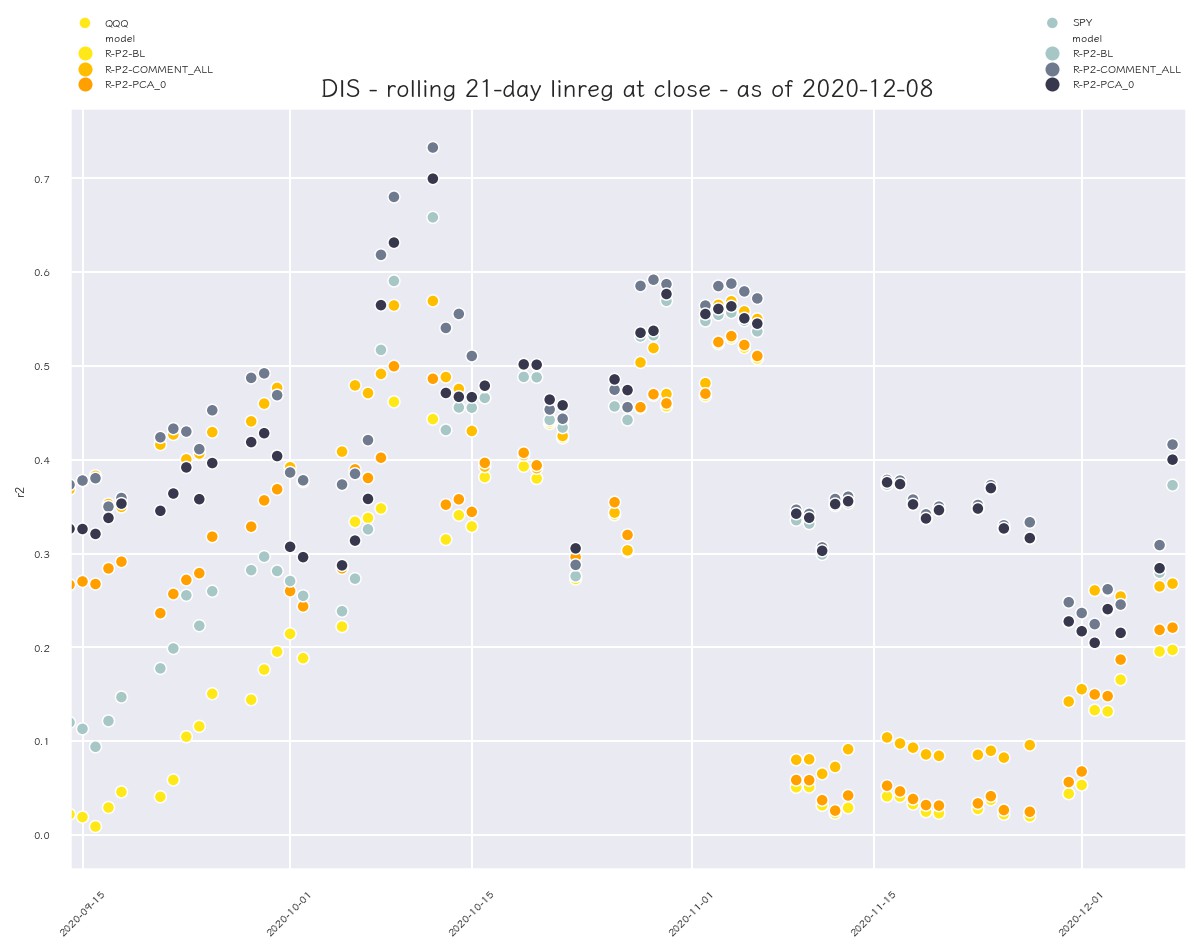 QQQ
model
R-P2-BL
R-P2-COMMENT_ALL
R-P2-PCA_0
SPY
model
R-P2-BL
R-P2-COMMENT_ALL
R-P2-PCA_0
DIS - rolling 21-day linreg at close - as of 2020-12-08
0.7
0.6
0.5
0.4
0.3
0.2
0.1
0.0
r2
2020-09-15
2020-10-01
2020-10-15
2020-11-01
2020-11-15
2020-12-01